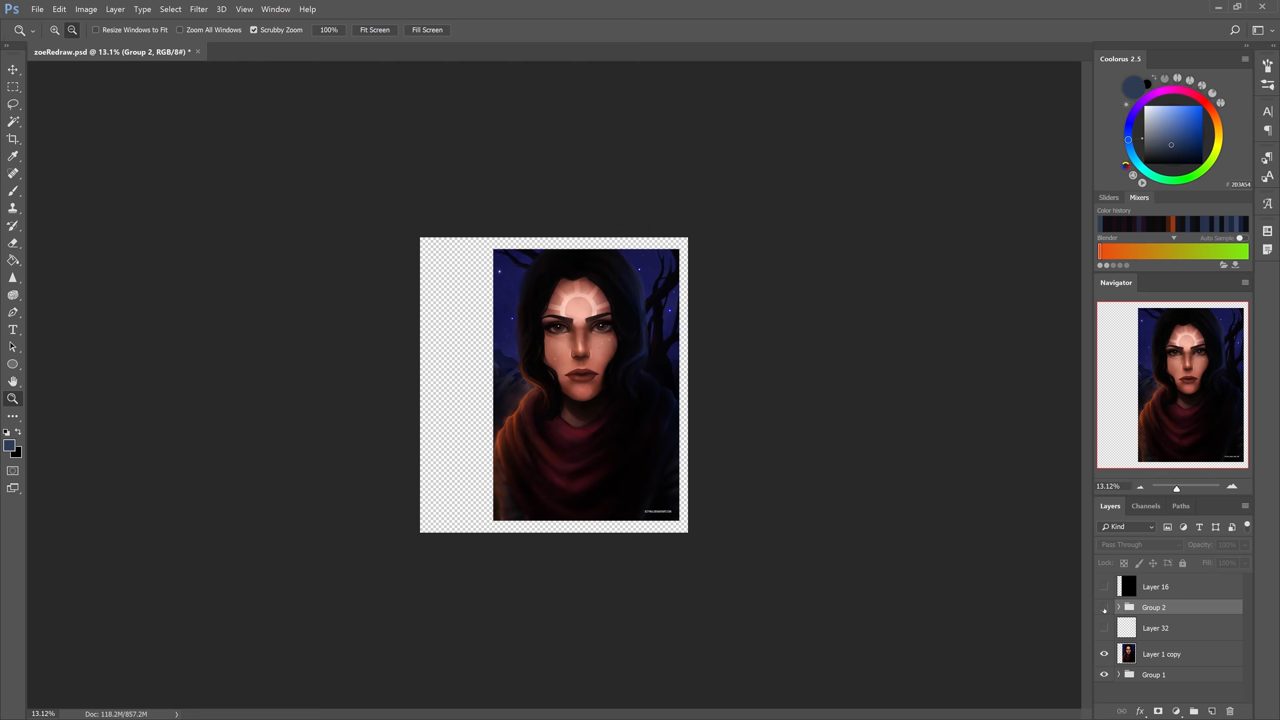 Ps File Edit Image Layer Type Select Filter 3D View Window Help
Resize Windows to Fit Zoom All Windows Scrubby Zoom 100% Fit Screen Fill Screen
zoeRedraw.psd @ 13.1% (Group 2, RGB/8#) * ×
Coolorus 2.5
# 2D3A54
Sliders Mixers
Color history
Blender Auto Sample
Navigator
13.12%
Layers Channels Paths
Kind
Pass Through Opacity: 100%
Lock: Fill: 100%
Layer 16
Group 2
Layer 32
Layer 1 copy
Group 1
fx
13.12% Doc: 118.2M/857.2M